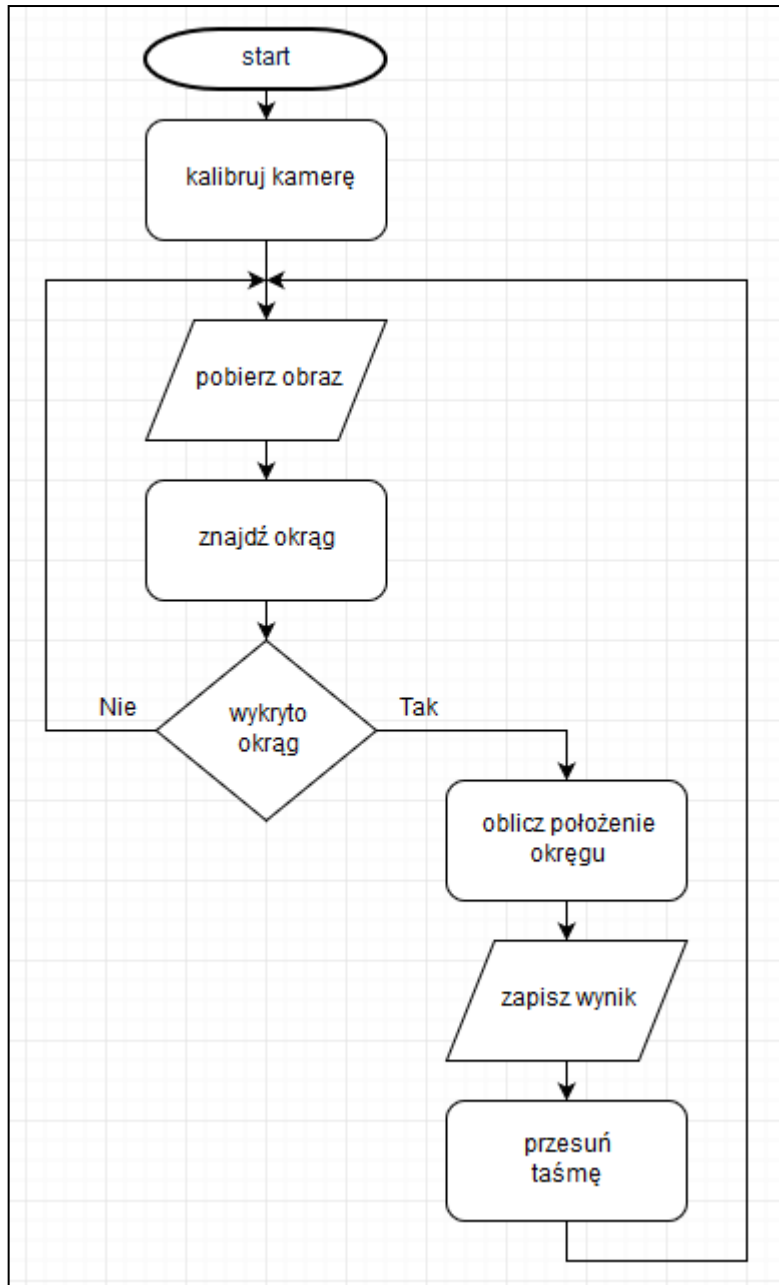 start
kalibruj kamerę
pobierz obraz
znajdź okrąg
wykryto
okrąg
Nie
Tak
oblicz położenie
okręgu
zapisz wynik
przesuń
taśmę